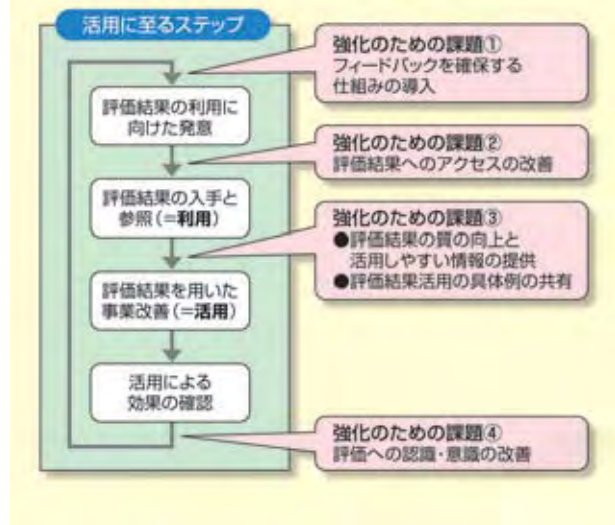 活用に至るステップ
強化のための課題①
フィードバックを確保する
仕組みの導入
評価結果の利用に
向けた発意
強化のための課題②
評価結果へのアクセスの改善
評価結果の入手と
参照(=利用)
強化のための課題③
●評価結果の質の向上と
活用しやすい情報の提供
●評価結果活用の具体例の共有
評価結果を用いた
事業改善(=活用)
活用による
効果の確認
強化のための課題④
評価への認識・意識の改善